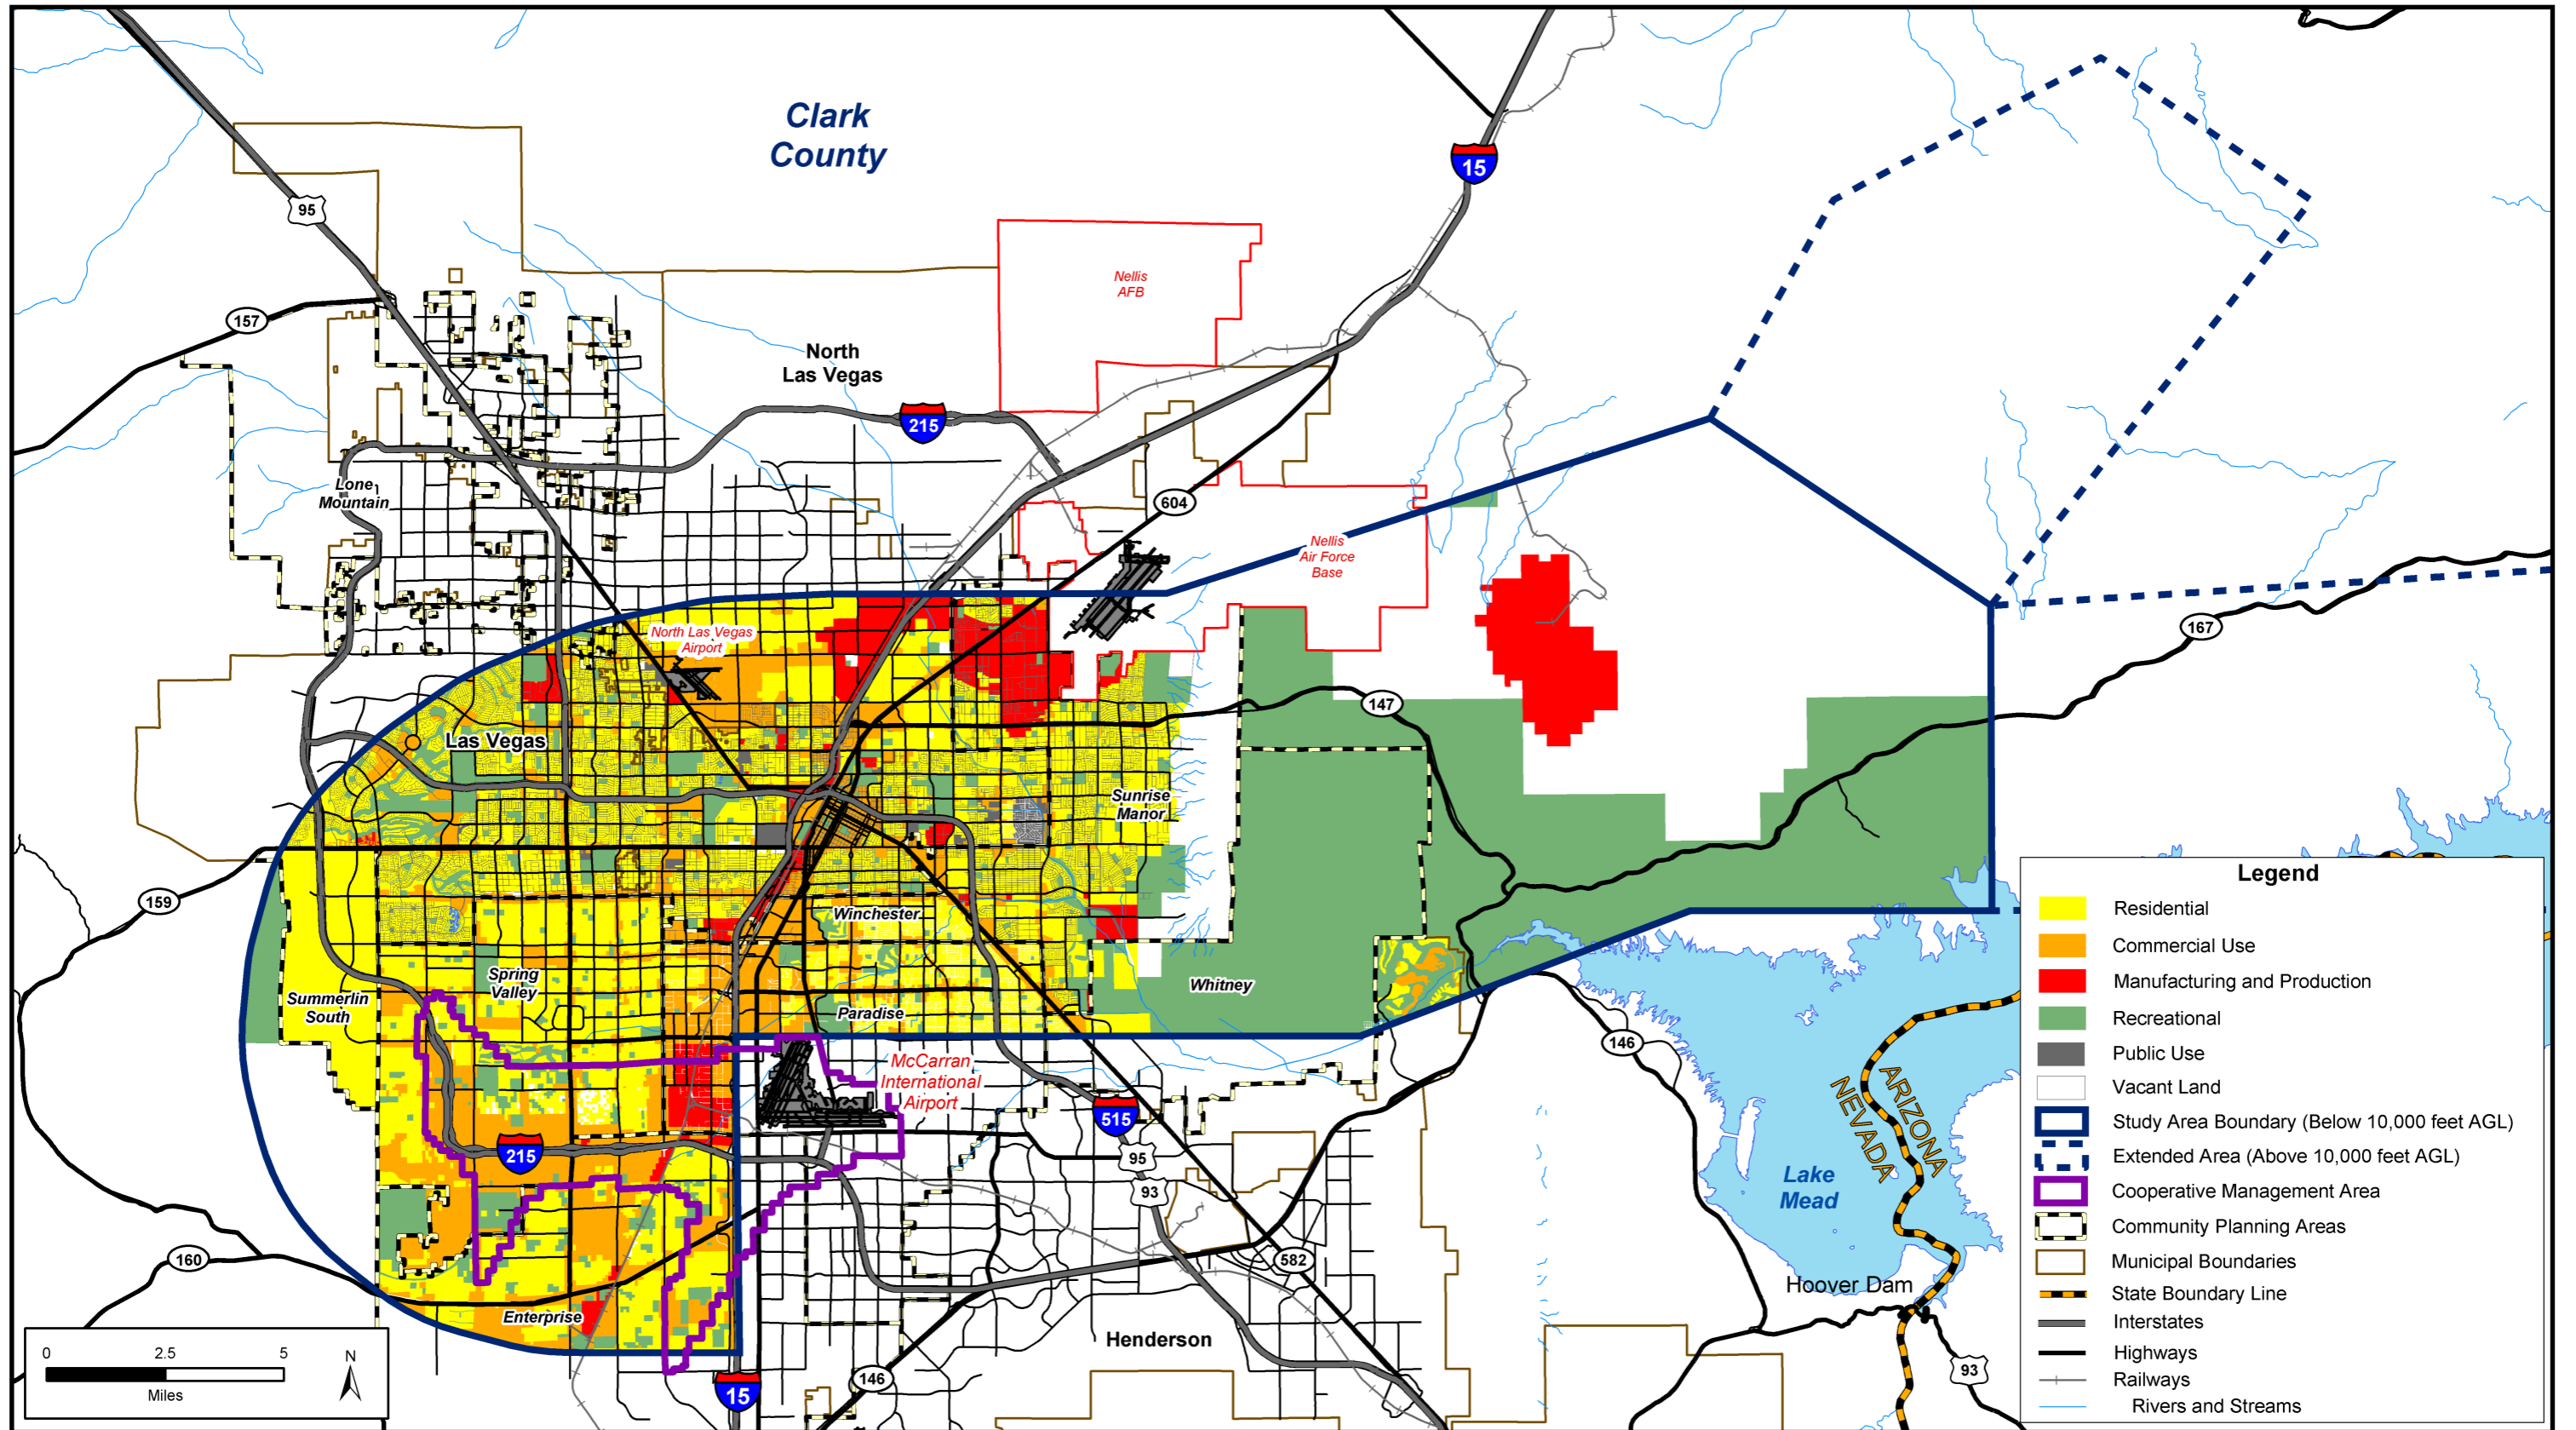 Clark
County
15
95
Nellis
AFB
157
North
Las Vegas
215
Lone
Mountain
604
Nellis
Air Force
Base
North Las Vegas
Airport
167
147
Las Vegas
Sunrise
Manor
159
Winchester
Spring
Valley
Whitney
Summerlin
South
Paradise
146
McCarran
International
Airport
515
215
95
93
ARIZONA
NEVADA
Lake
Mead
160
582
Hoover Dam
Enterprise
Henderson
93
146
15
0 2.5 5
Miles
N
Legend
Residential
Commercial Use
Manufacturing and Production
Recreational
Public Use
Vacant Land
Study Area Boundary (Below 10,000 feet AGL)
Extended Area (Above 10,000 feet AGL)
Cooperative Management Area
Community Planning Areas
Municipal Boundaries
State Boundary Line
Interstates
Highways
Railways
Rivers and Streams